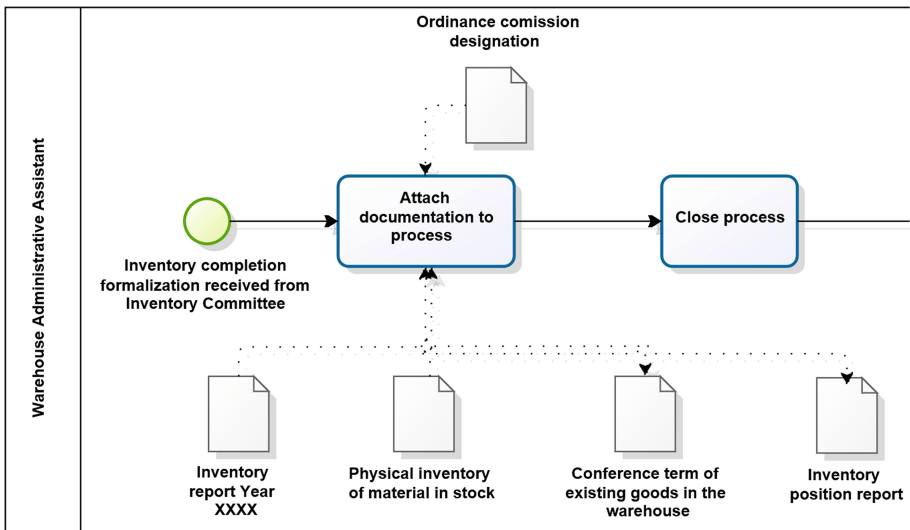 Warehouse Administrative Assistant
Ordinance comission
designation
Attach
documentation to
process
Close process
Inventory completion
formalization received from
Inventory Committee
Inventory
report Year
XXXX
Physical inventory
of material in stock
Conference term of
existing goods in the
warehouse
Inventory
position report